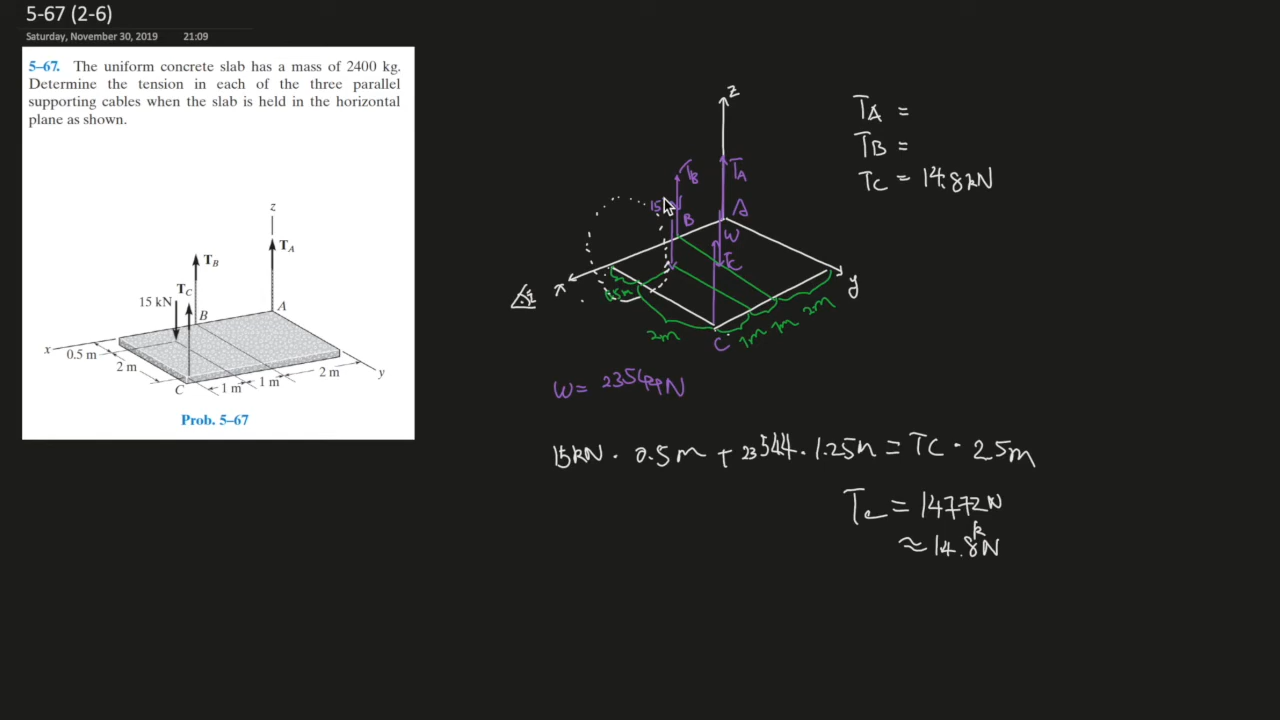 5-67 (2-6)
Saturday, November 30, 2019 21:09
5–67. The uniform concrete slab has a mass of 2400 kg.
Determine the tension in each of the three parallel
supporting cables when the slab is held in the horizontal
plane as shown.
z
T_A
T_B
T_C
15 kN
A
B
x
0.5 m
2 m
C
1 m
1 m
2 m
y
Prob. 5–67
z
T_B
T_A
15
B
A
W
T_C
x
y
0.5m
2m
1m
1m
2m
C
T_A =
T_B =
T_C = 14.8kN
W = 23544N
15kN · 0.5m + 23544 · 1.25m = TC · 2.5m
T_C = 14772N
≈ 14.8kN